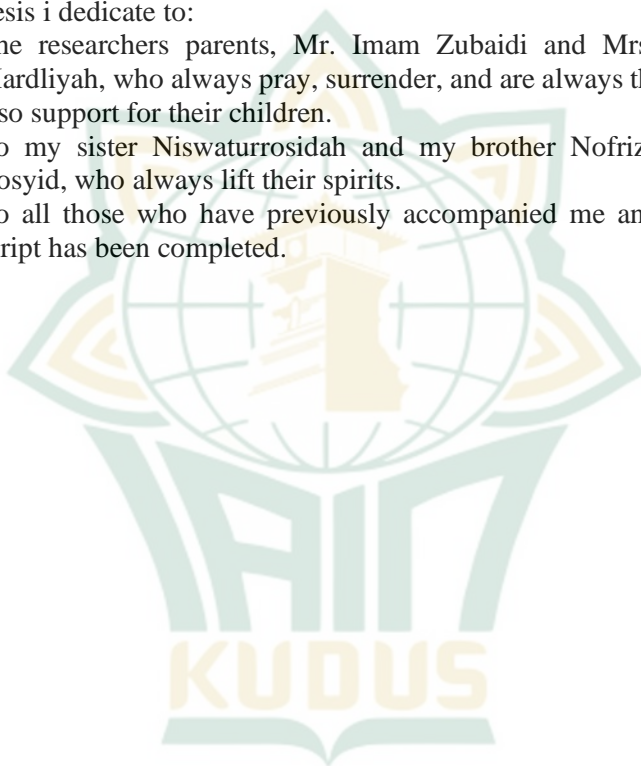 esis i dedicate to:
he researchers parents, Mr. Imam Zubaidi and Mrs
ardliyah, who always pray, surrender, and are always th
so support for their children.
o my sister Niswaturrosidah and my brother Nofriz
osyid, who always lift their spirits.
o all those who have previously accompanied me an
ript has been completed.
IAIN
KUDUS